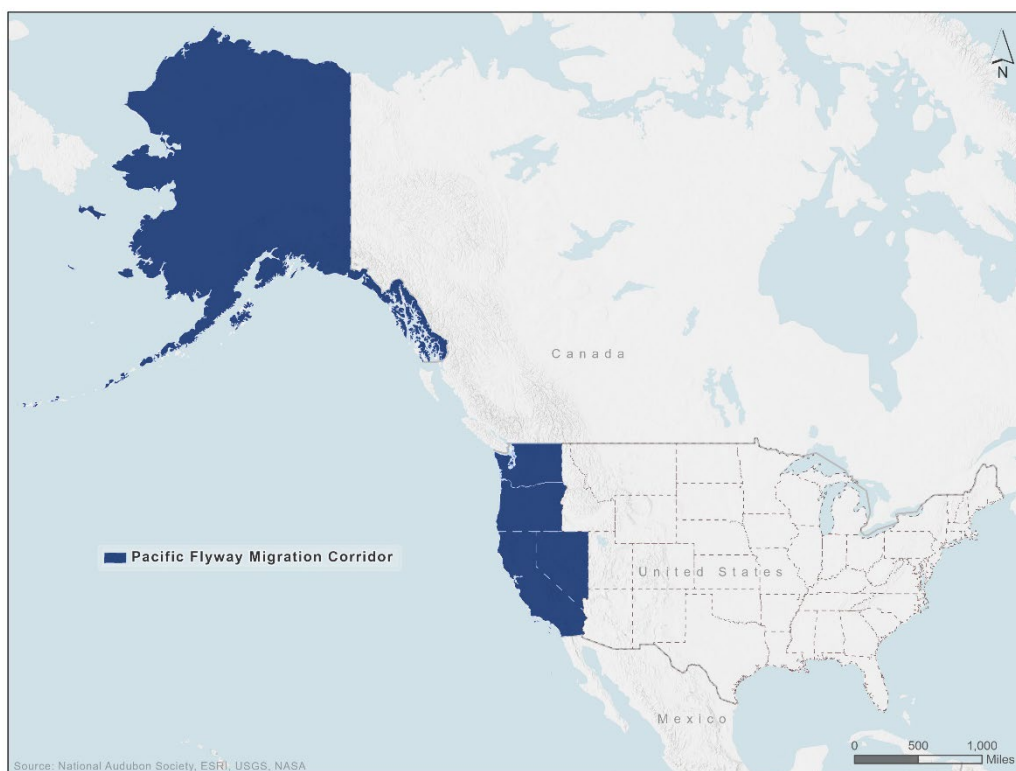 N
Canada
Pacific Flyway Migration Corridor
United States
Mexico
0 500 1,000
Miles
Source: National Audubon Society, ESRI, USGS, NASA